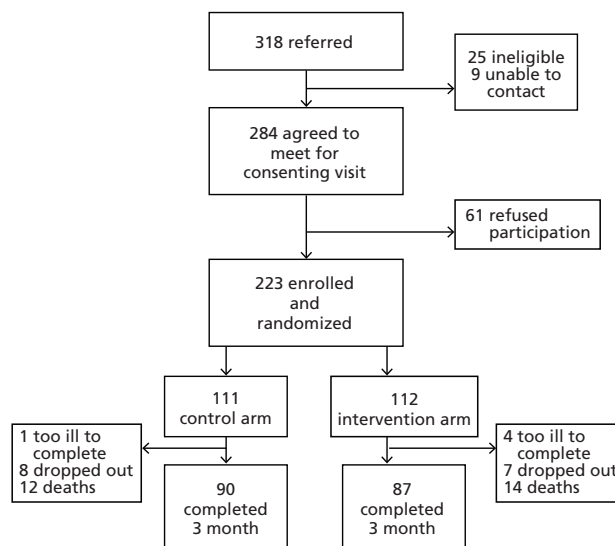 318 referred
25 ineligible
9 unable to
contact
284 agreed to
meet for
consenting visit
61 refused
participation
223 enrolled
and
randomized
111
control arm
112
intervention arm
1 too ill to
complete
8 dropped out
12 deaths
4 too ill to
complete
7 dropped out
14 deaths
90
completed
3 month
87
completed
3 month